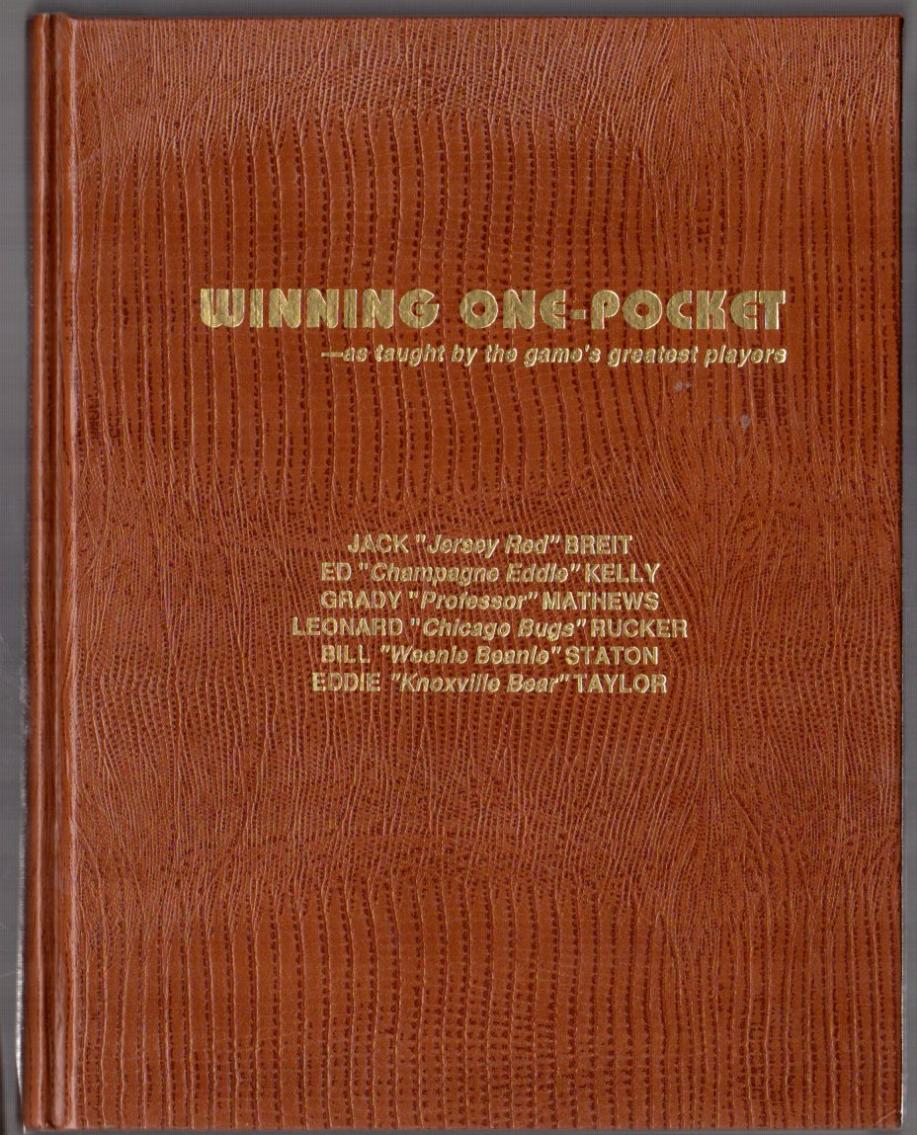 WINNING ONE-POCKET
—as taught by the game's greatest players
JACK "Jersey Red" BREIT
ED "Champagne Eddie" KELLY
GRADY "Professor" MATHEWS
LEONARD "Chicago Bugs" RUCKER
BILL "Weenie Beanie" STATON
EDDIE "Knoxville Bear" TAYLOR